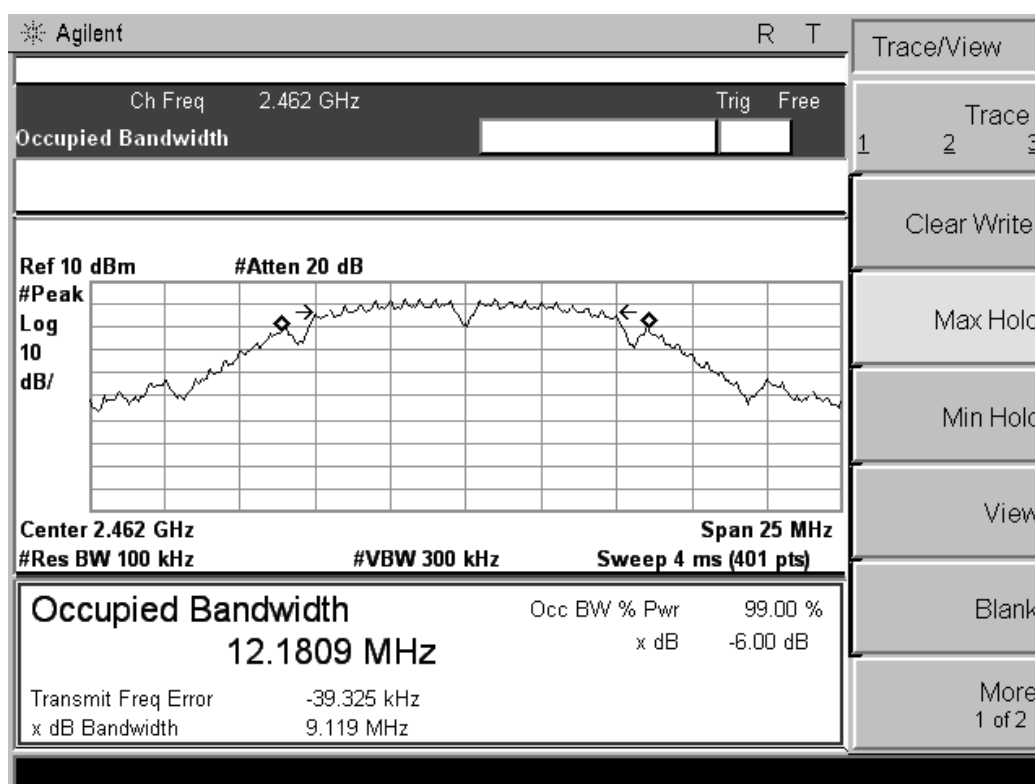 Agilent R T
Ch Freq 2.462 GHz Trig Free
Occupied Bandwidth
Ref 10 dBm #Atten 20 dB
#Peak
Log
10
dB/
Center 2.462 GHz Span 25 MHz
#Res BW 100 kHz #VBW 300 kHz Sweep 4 ms (401 pts)
Occupied Bandwidth
12.1809 MHz
Occ BW % Pwr 99.00 %
x dB -6.00 dB
Transmit Freq Error -39.325 kHz
x dB Bandwidth 9.119 MHz
Trace/View
Trace
1 2 3
Clear Write
Max Hold
Min Hold
View
Blank
More
1 of 2